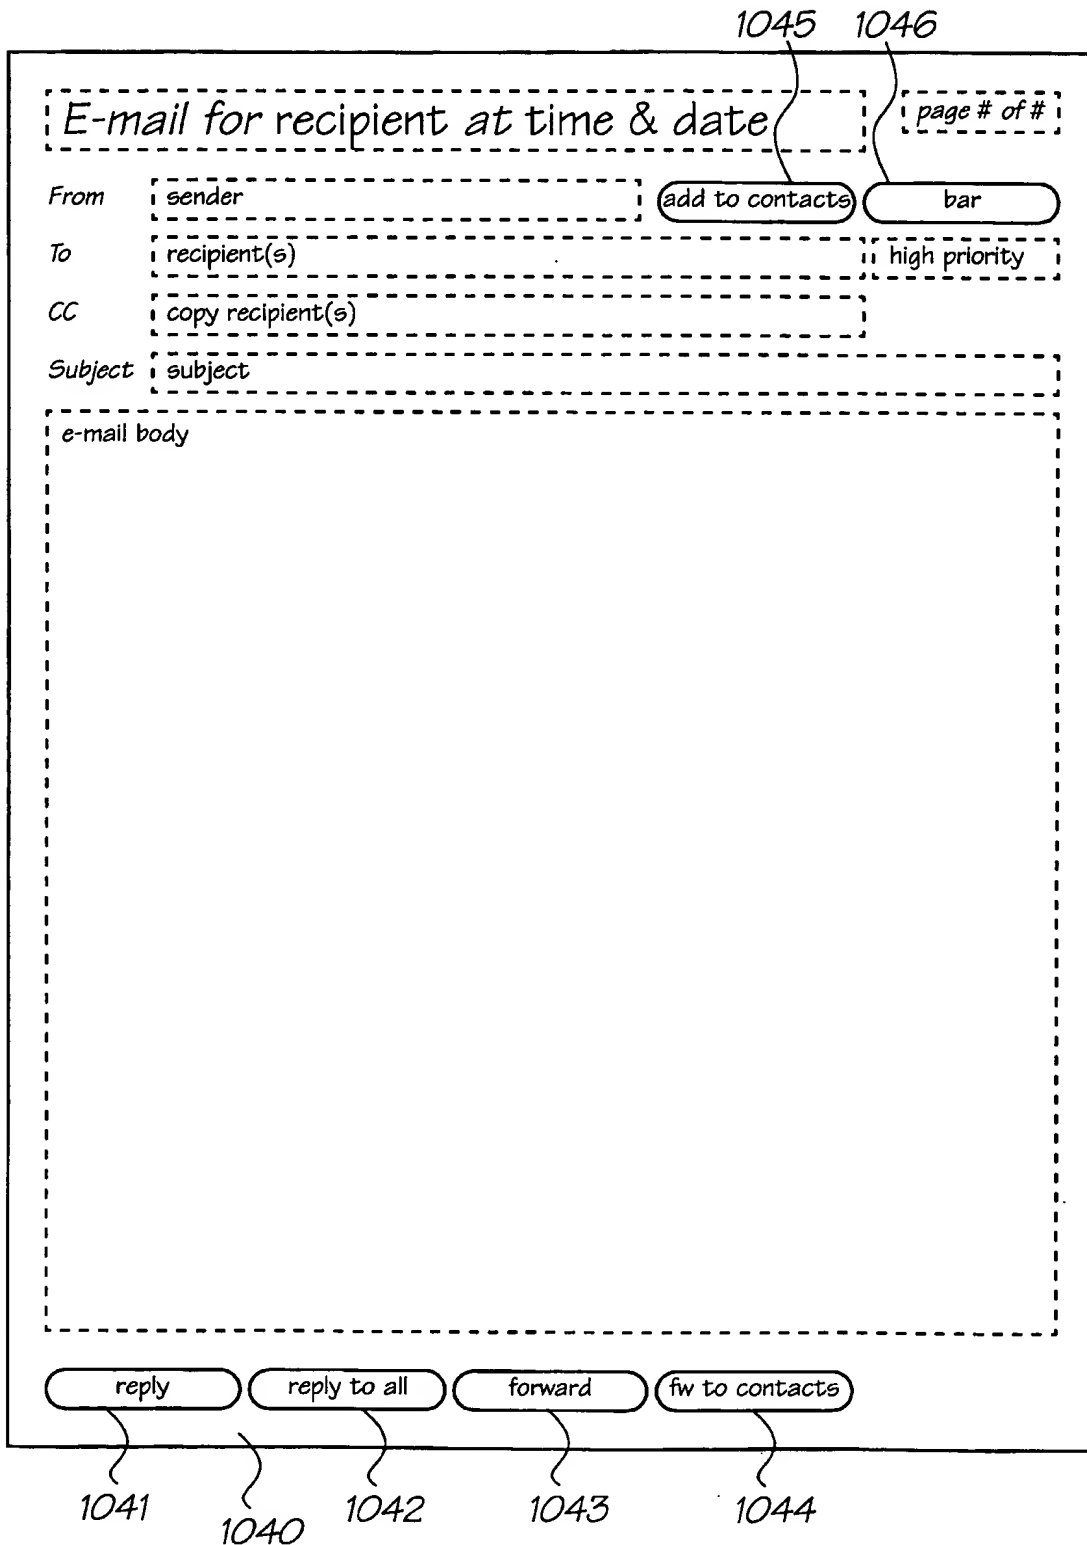 1045 1046
E-mail for recipient at time & date page # of #
From sender add to contacts bar
To recipient(s) high priority
CC copy recipient(s)
Subject subject
e-mail body
reply reply to all forward fw to contacts
1041 1040 1042 1043 1044